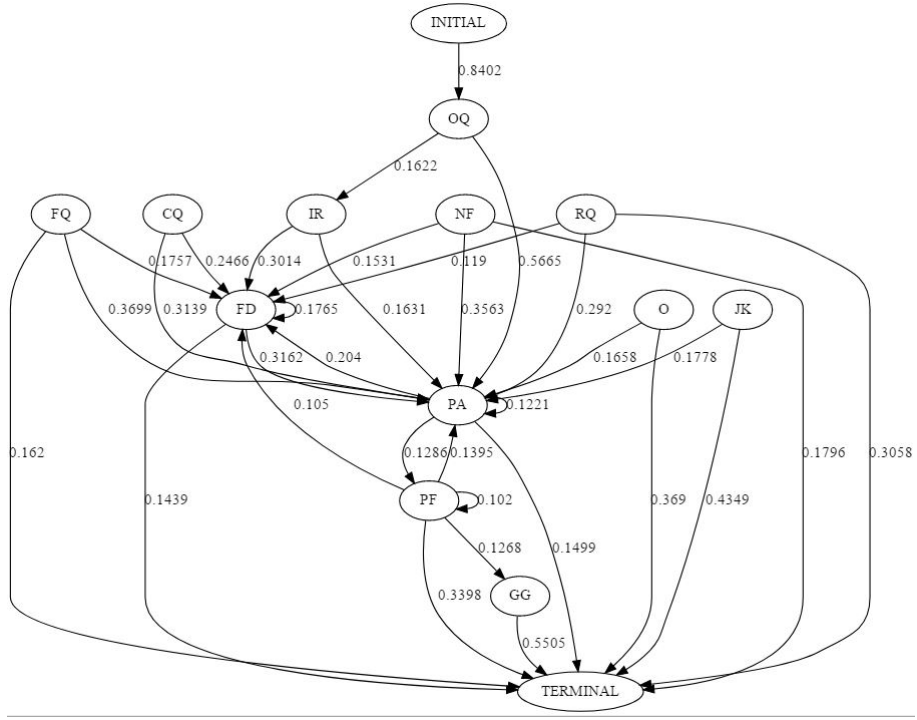 INITIAL
0.8402
OQ
0.1622
FQ
CQ
IR
NF
RQ
0.1757
0.2466
0.3014
0.1531
0.119
0.5665
0.3699
0.3139
FD
0.1765
0.1631
0.3563
0.292
O
JK
0.3162
0.204
0.1658
0.1778
0.105
PA
0.1221
0.162
0.1286
0.1395
0.1796
0.3058
0.1439
PF
0.102
0.369
0.4349
0.1268
0.1499
0.3398
GG
0.5505
TERMINAL